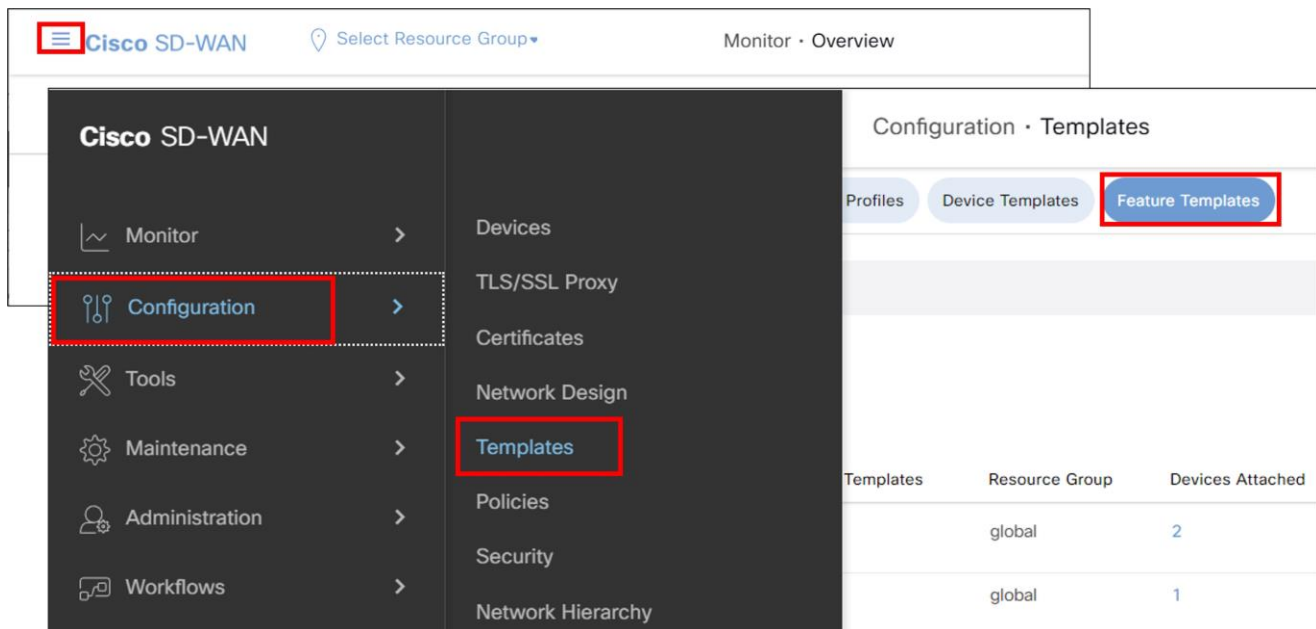 Cisco SD-WAN
Select Resource Group
Monitor · Overview
Cisco SD-WAN
Monitor
Configuration
Tools
Maintenance
Administration
Workflows
Devices
TLS/SSL Proxy
Certificates
Network Design
Templates
Policies
Security
Network Hierarchy
Configuration · Templates
Profiles Device Templates Feature Templates
Templates Resource Group Devices Attached
global 2
global 1